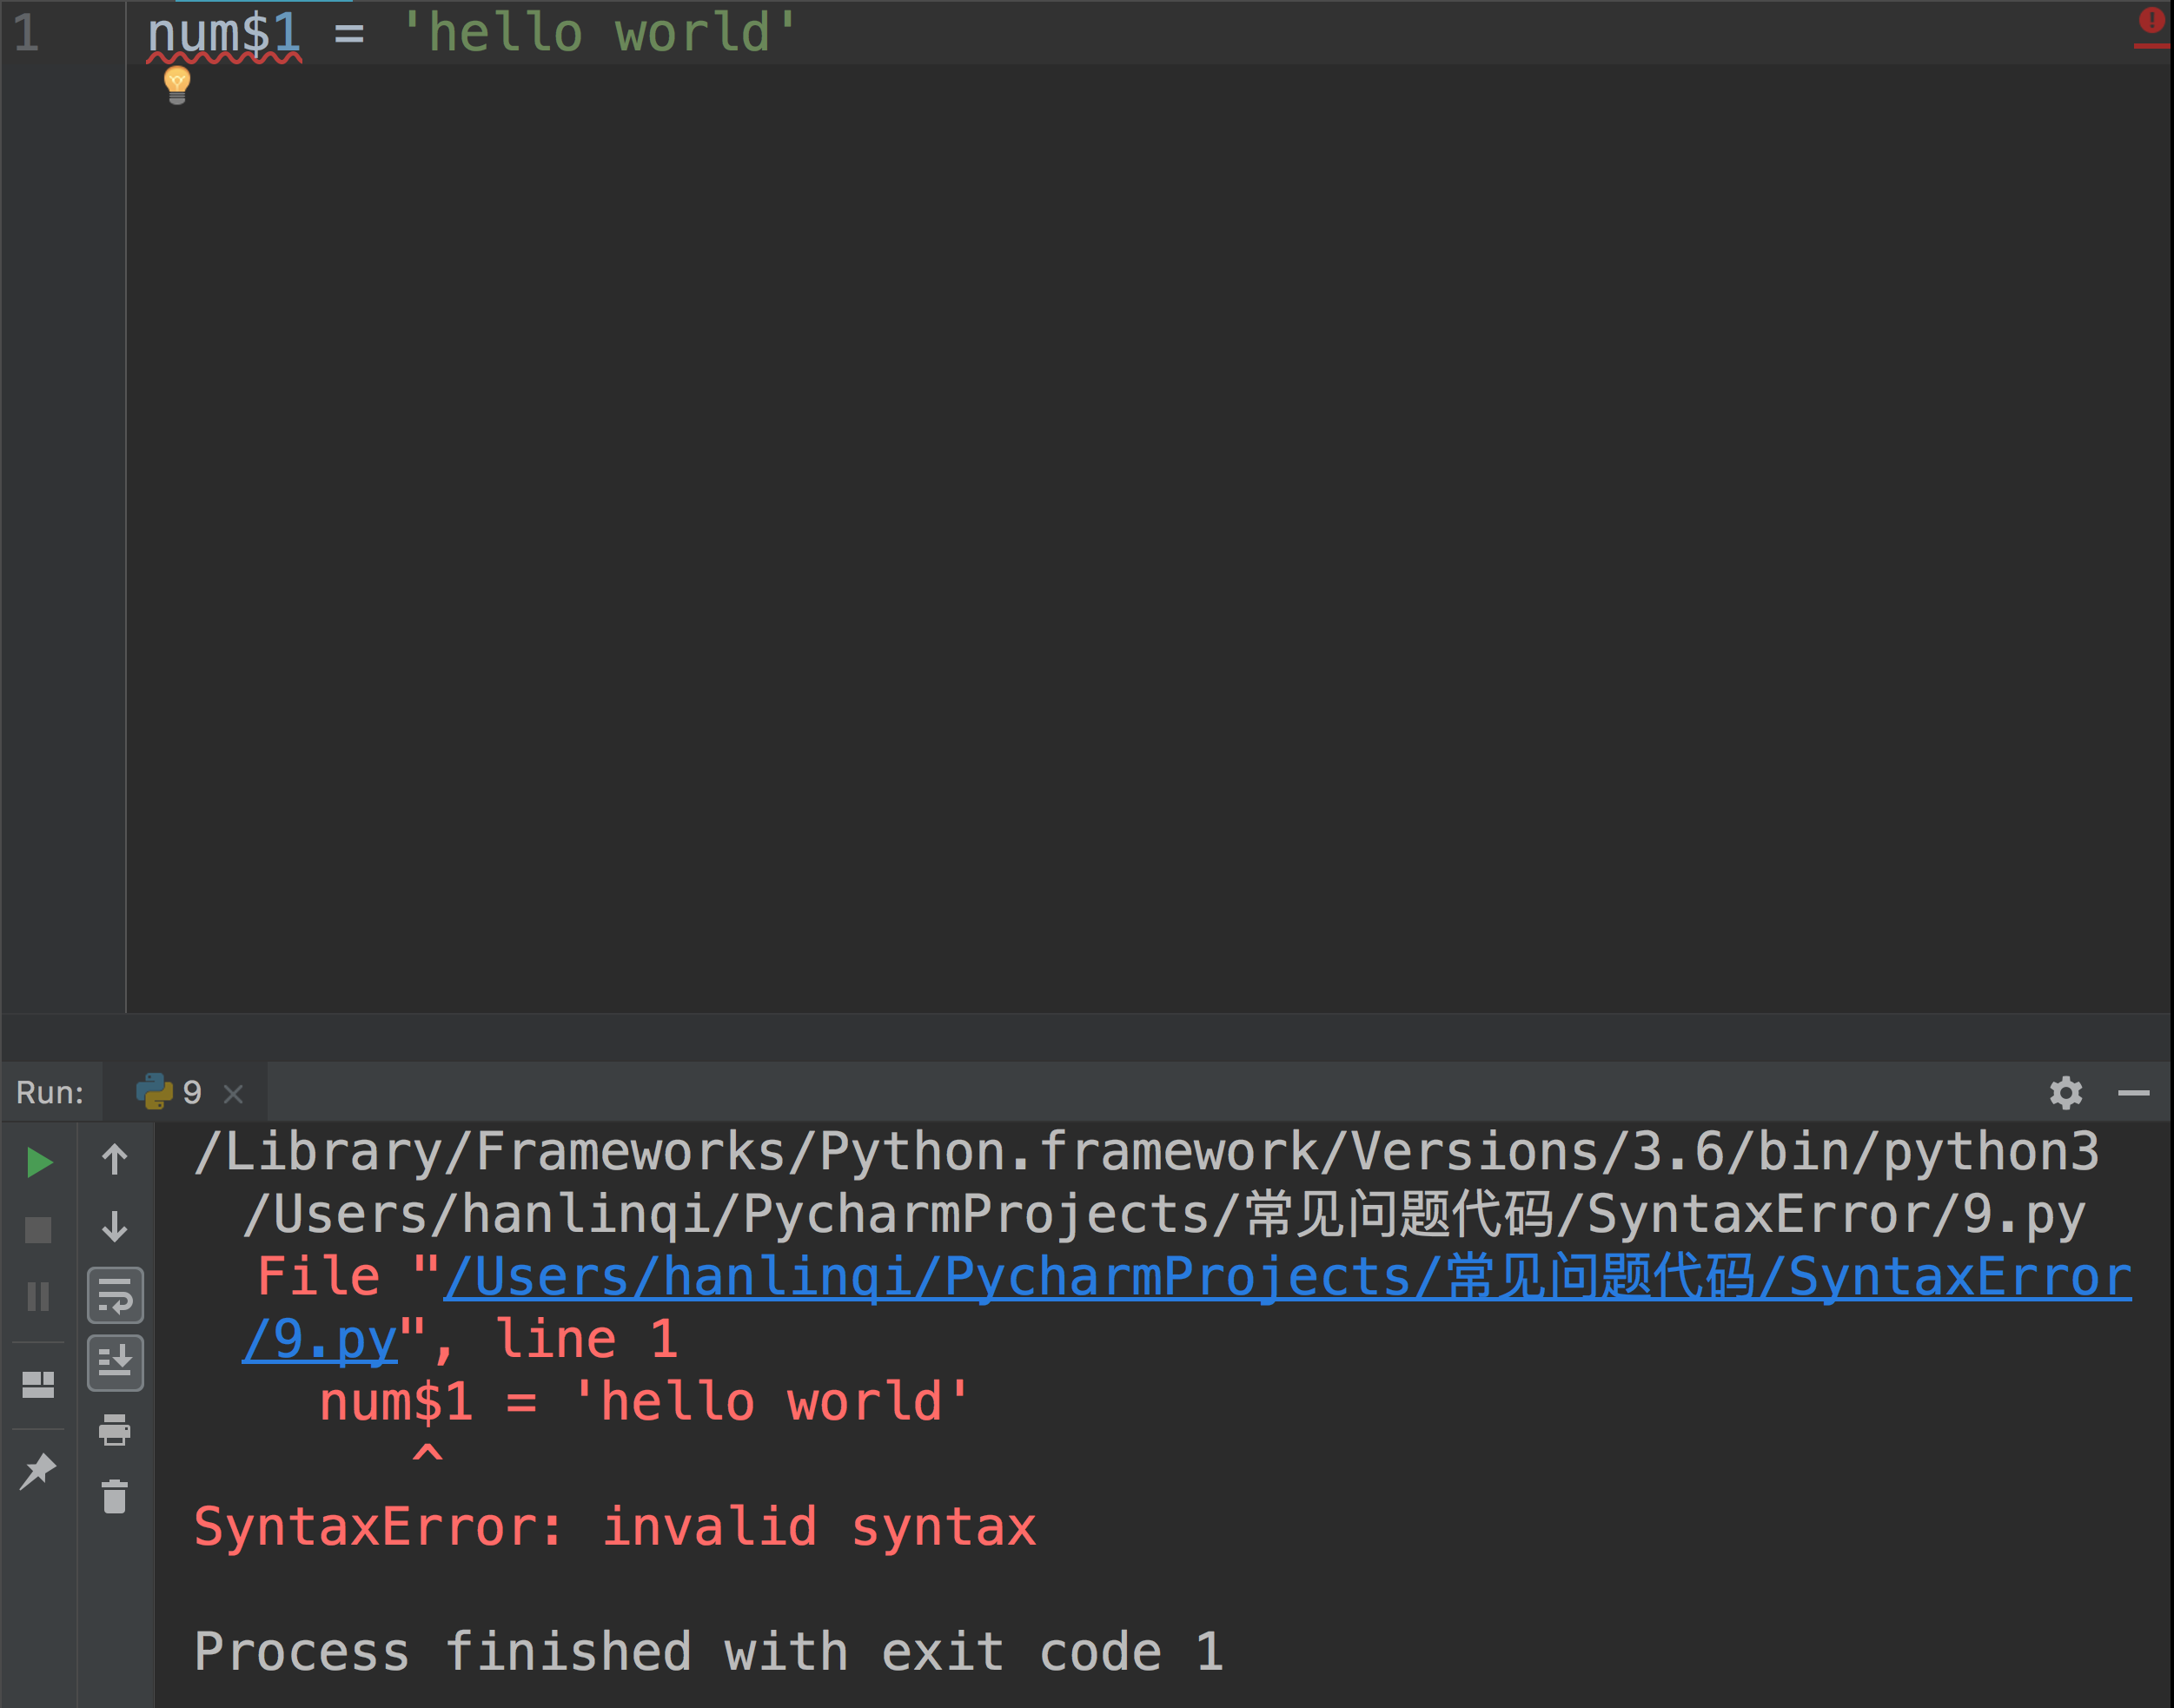 1 num$1 = 'hello world'
Run: 9
/Library/Frameworks/Python.framework/Versions/3.6/bin/python3
/Users/hanlinqi/PycharmProjects/常见问题代码/SyntaxError/9.py
File "/Users/hanlinqi/PycharmProjects/常见问题代码/SyntaxError
/9.py", line 1
num$1 = 'hello world'
^
SyntaxError: invalid syntax
Process finished with exit code 1